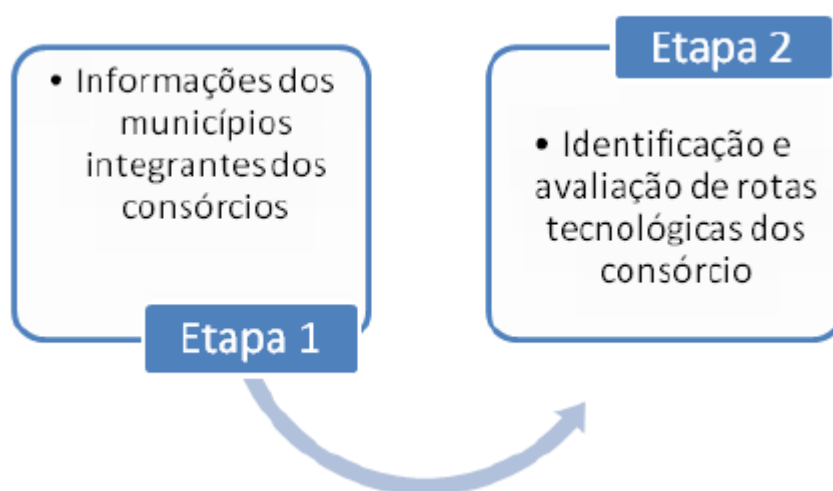 • Informações dos
municípios
integrantes dos
consórcios
Etapa 1
Etapa 2
• Identificação e
avaliação de rotas
tecnológicas dos
consórcio